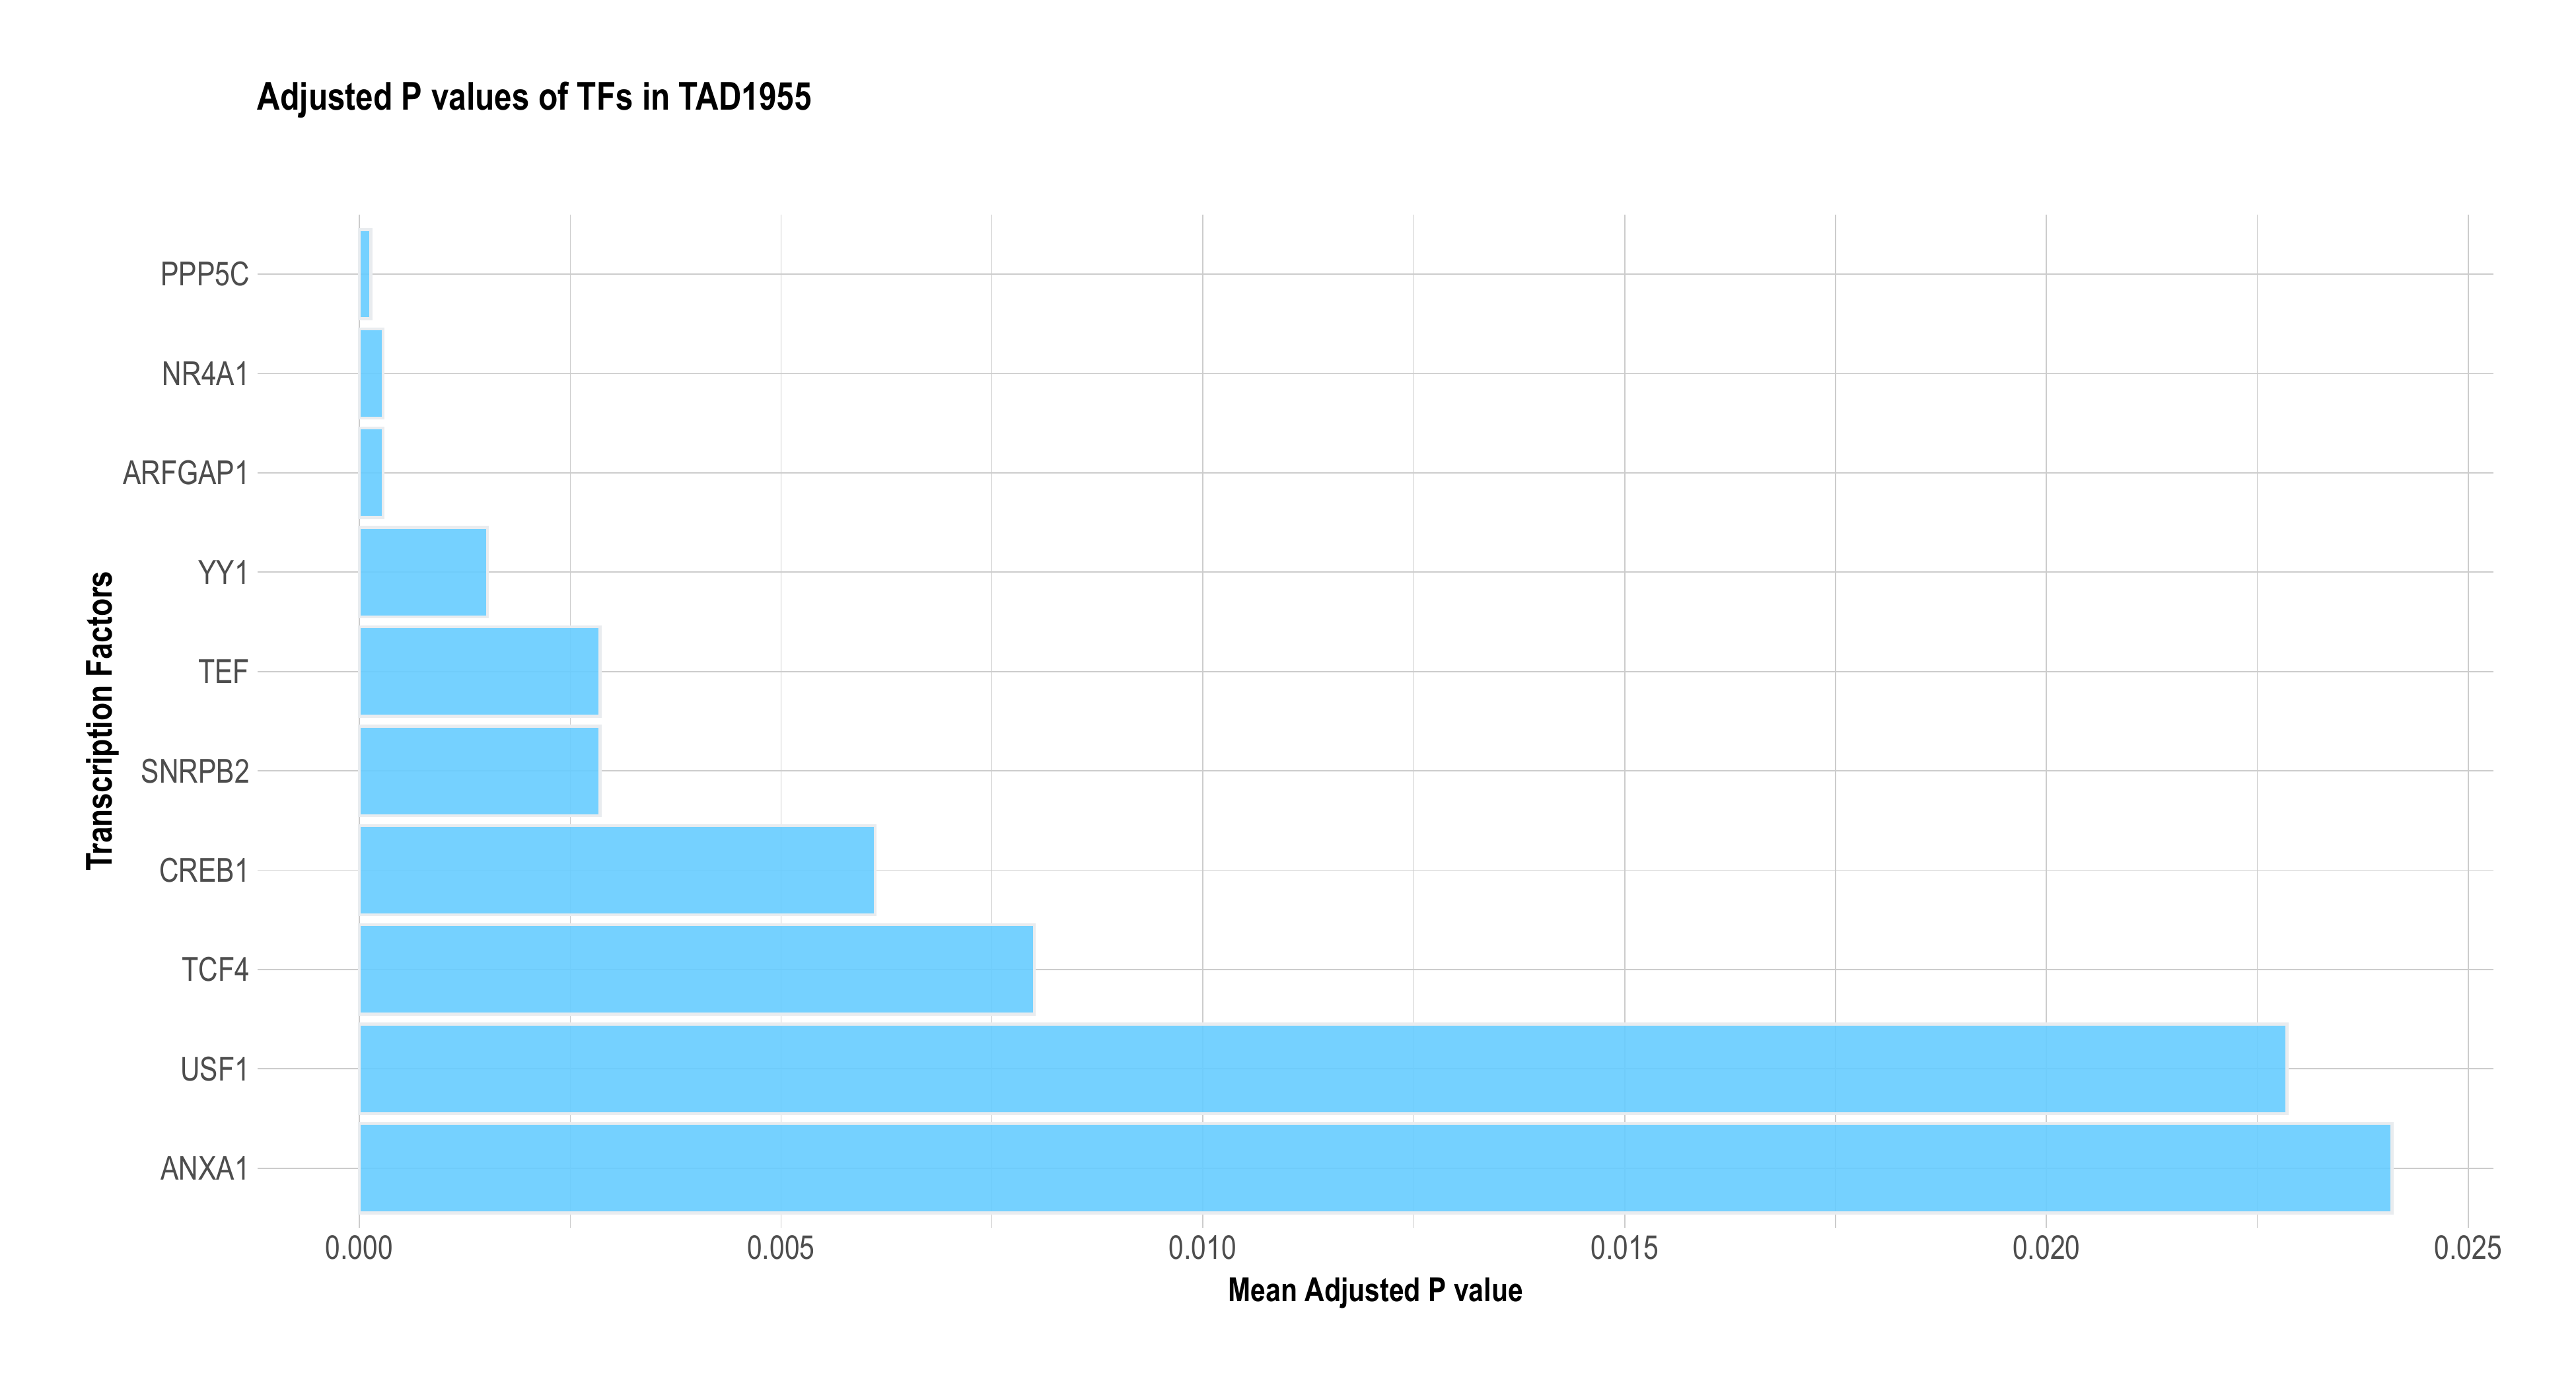 Adjusted P values of TFs in TAD1955
Transcription Factors
PPP5C
NR4A1
ARFGAP1
YY1
TEF
SNRPB2
CREB1
TCF4
USF1
ANXA1
0.000 0.005 0.010 0.015 0.020 0.025
Mean Adjusted P value